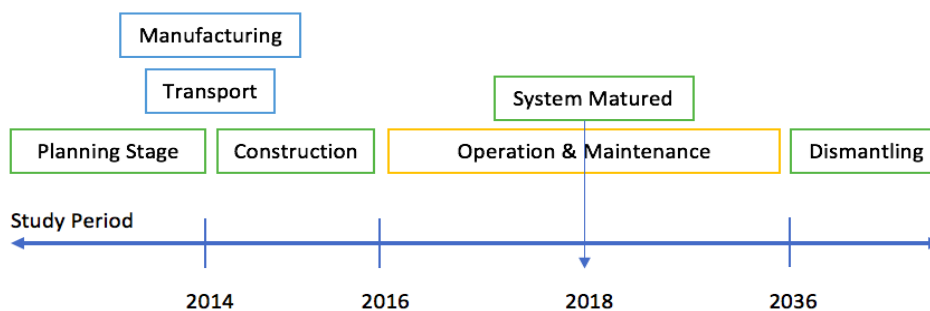 Manufacturing
Transport
System Matured
Planning Stage
Construction
Operation & Maintenance
Dismantling
Study Period
2014
2016
2018
2036